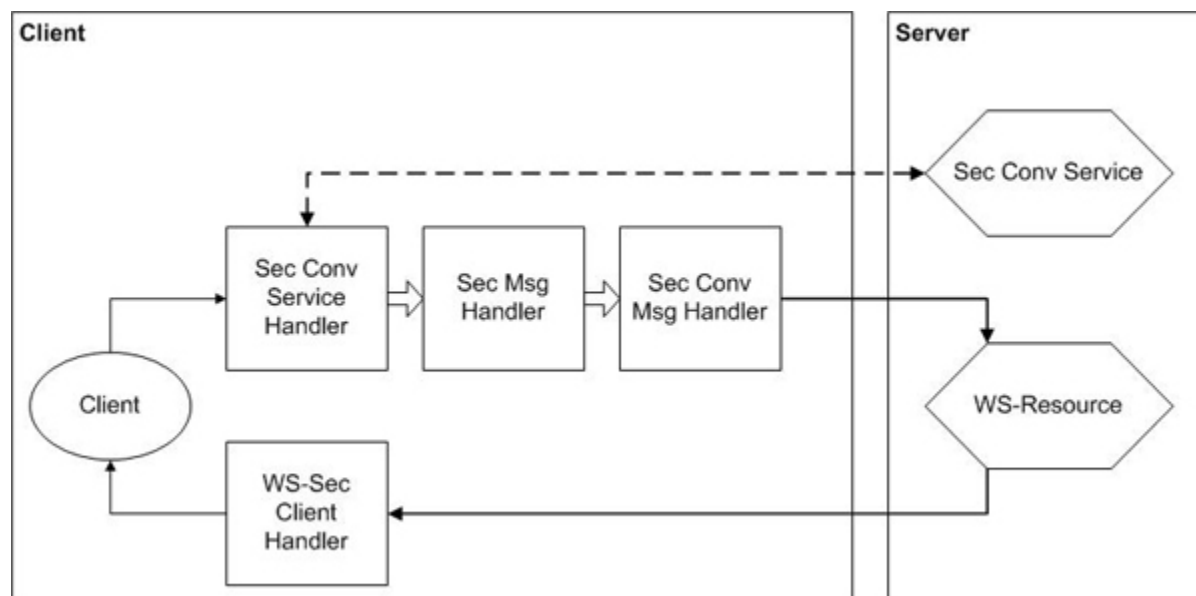 Client
Server
Sec Conv Service
Sec Conv
Service
Handler
Sec Msg
Handler
Sec Conv
Msg Handler
Client
WS-Resource
WS-Sec
Client
Handler